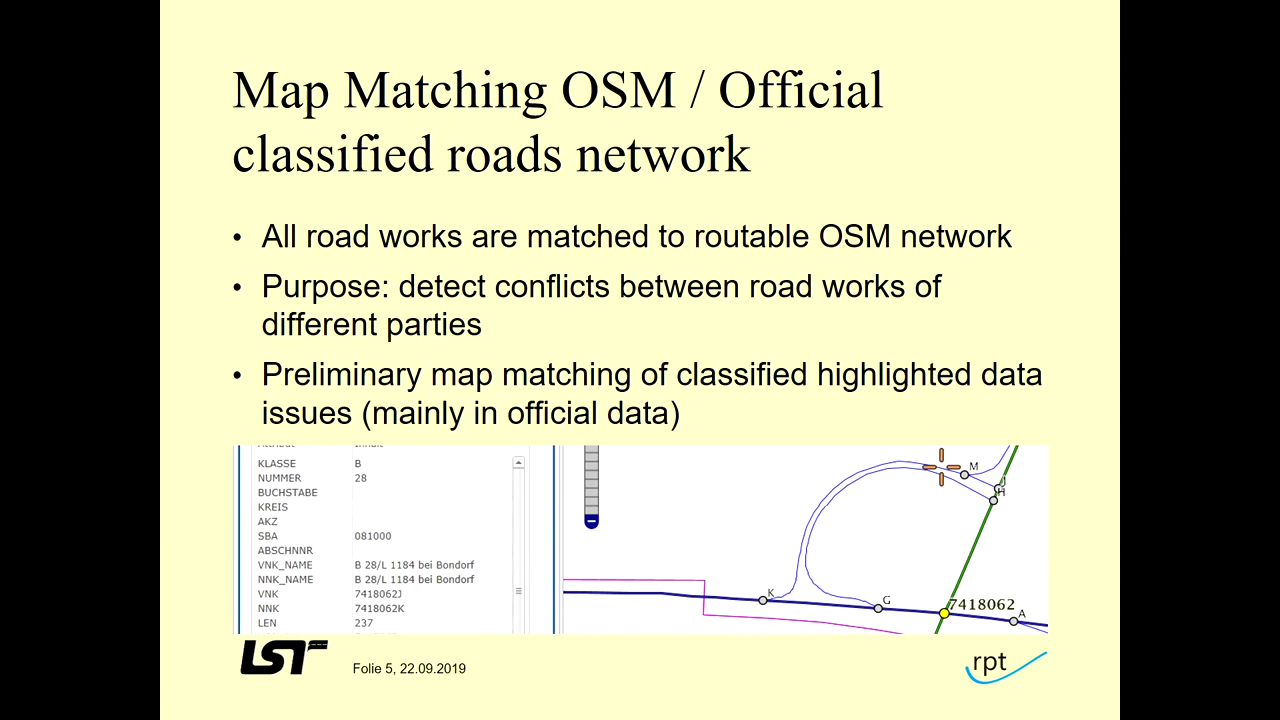 Map Matching OSM / Official
classified roads network
• All road works are matched to routable OSM network
• Purpose: detect conflicts between road works of
different parties
• Preliminary map matching of classified highlighted data
issues (mainly in official data)
KLASSE B
NUMMER 28
BUCHSTABE
KREIS
AKZ
SBA 081000
ABSCHNNR
VNK_NAME B 28/L 1184 bei Bondorf
NNK_NAME B 28/L 1184 bei Bondorf
VNK 7418062J
NNK 7418062K
LEN 237
M
J
H
K
G
7418062
A
LST
Folie 5, 22.09.2019
rpt